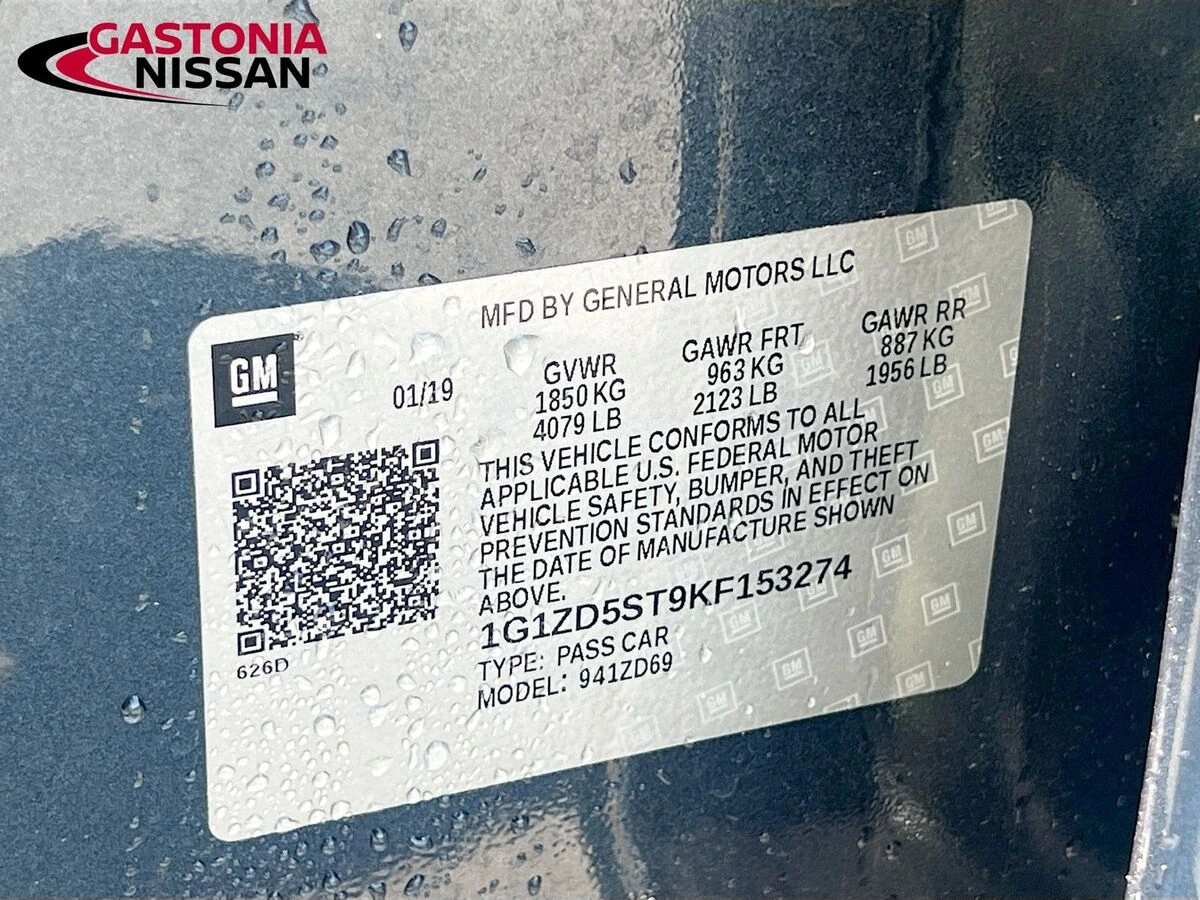 GASTONIA
NISSAN
MFD BY GENERAL MOTORS LLC
GM
01/19
GVWR
1850 KG
4079 LB
GAWR FRT
963 KG
2123 LB
GAWR RR
887 KG
1956 LB
THIS VEHICLE CONFORMS TO ALL
APPLICABLE U.S. FEDERAL MOTOR
VEHICLE SAFETY, BUMPER, AND THEFT
PREVENTION STANDARDS IN EFFECT ON
THE DATE OF MANUFACTURE SHOWN
ABOVE.
1G1ZD5ST9KF153274
TYPE: PASS CAR
MODEL: 941ZD69
626D